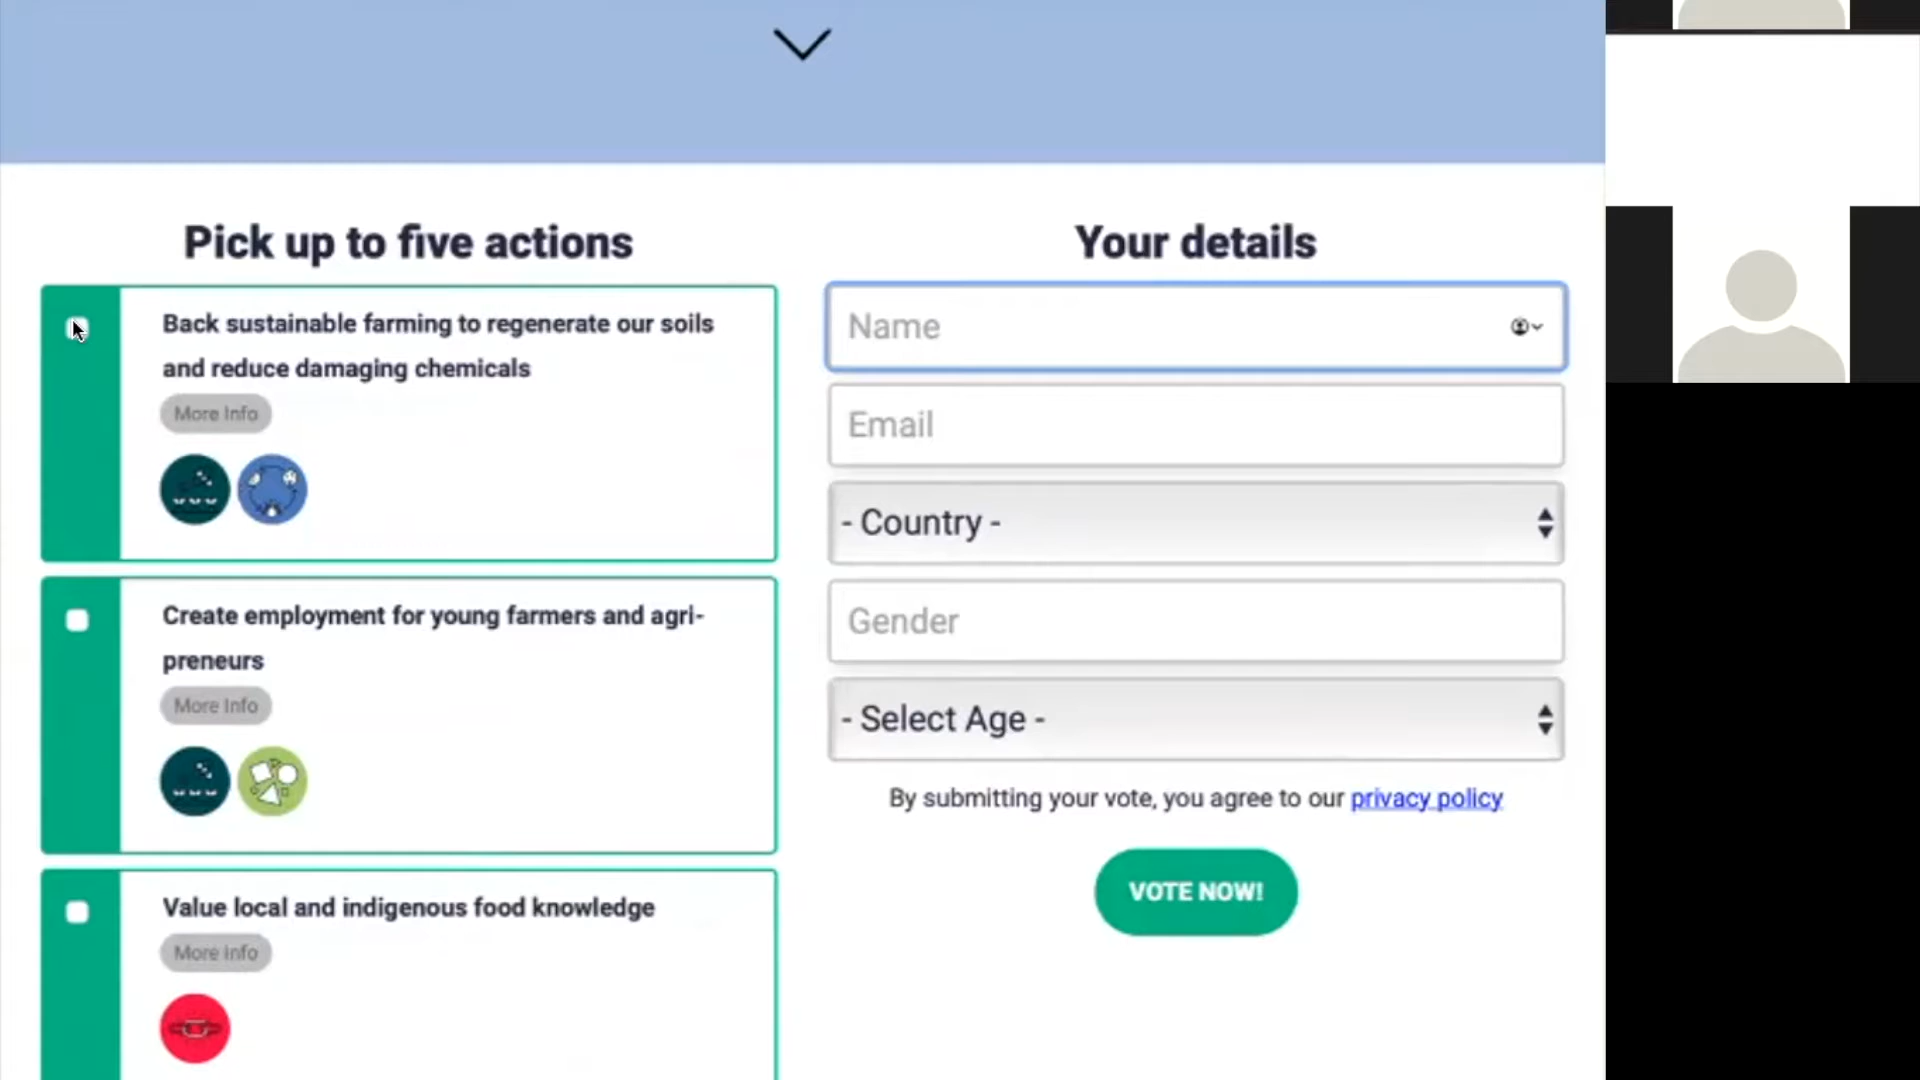 Pick up to five actions
Back sustainable farming to regenerate our soils
and reduce damaging chemicals
More Info
Create employment for young farmers and agri-
preneurs
More Info
Value local and indigenous food knowledge
More Info
Your details
Name
Email
- Country -
Gender
- Select Age -
By submitting your vote, you agree to our privacy policy
VOTE NOW!